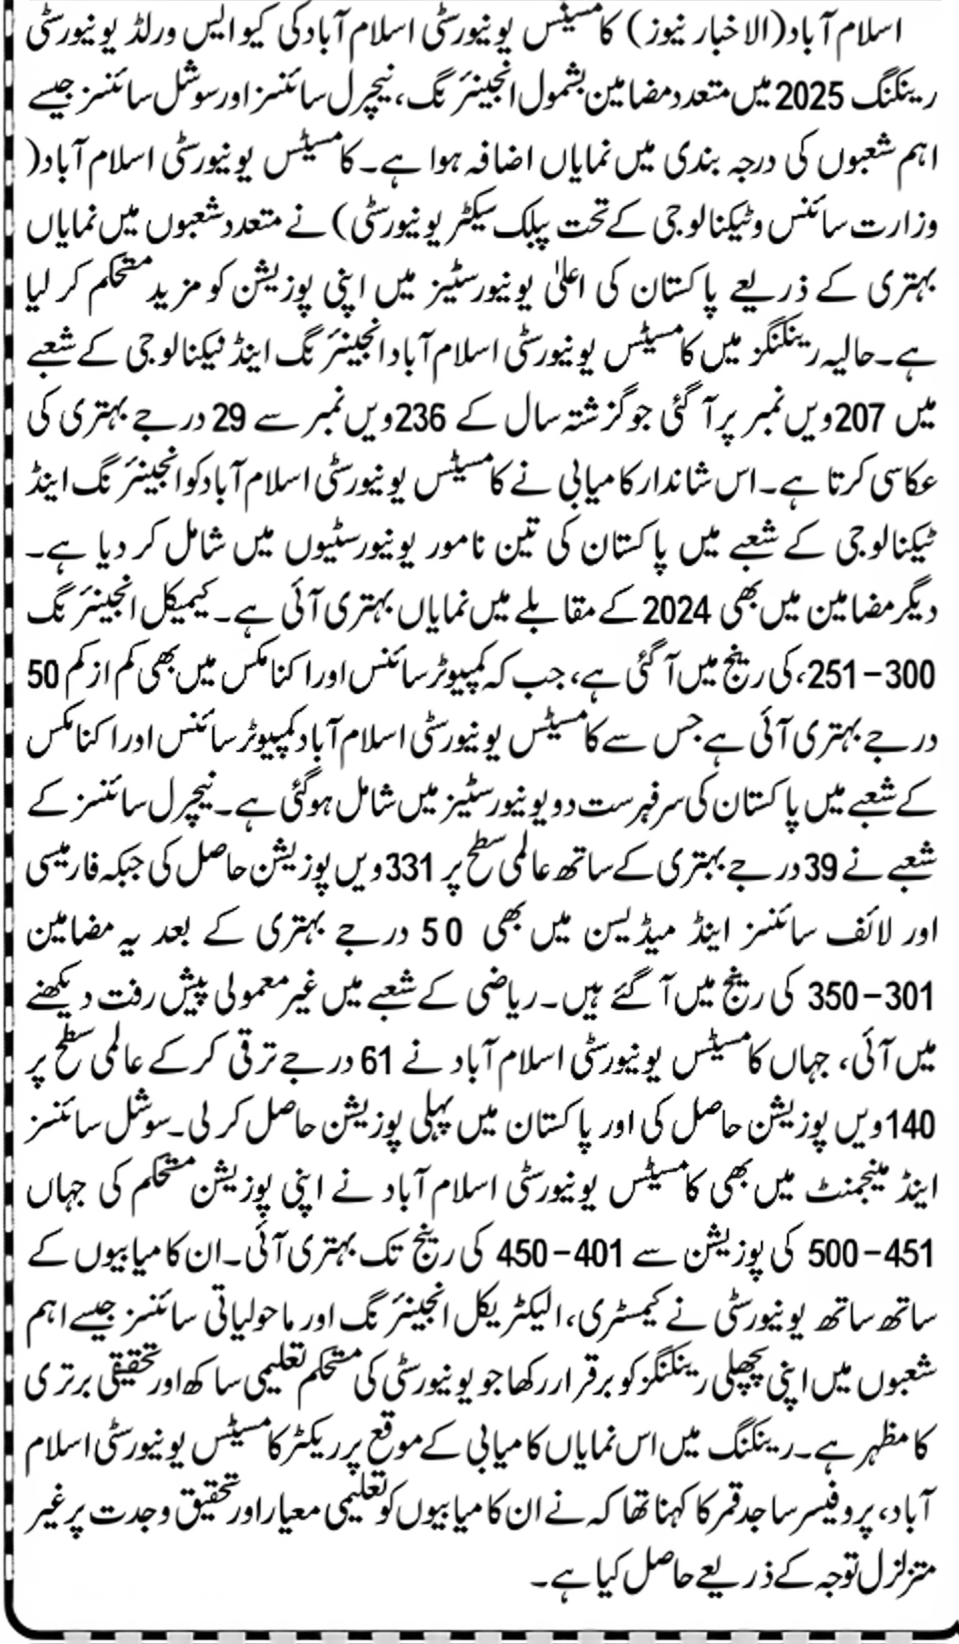 اسلام آباد(الاخبار نیوز) کامسیٹس یونیورسٹی اسلام آباد کی کیو ایس ورلڈ یونیورسٹی
رینکنگ 2025 میں متعدد مضامین بشمول انجینئرنگ، نیچرل سائنسز اور سوشل سائنسز جیسے
اہم شعبوں کی درجہ بندی میں نمایاں اضافہ ہوا ہے۔ کامسیٹس یونیورسٹی اسلام آباد(
وزارت سائنس وٹیکنالوجی کے تحت پبلک سیکٹر یونیورسٹی) نے متعدد شعبوں میں نمایاں
بہتری کے ذریعے پاکستان کی اعلیٰ یونیورسٹیز میں اپنی پوزیشن کو مزید مستحکم کر لیا
ہے۔ حالیہ رینکنگز میں کامسیٹس یونیورسٹی اسلام آباد انجینئرنگ اینڈ ٹیکنالوجی کے شعبے
میں 207ویں نمبر پر آ گئی جو گزشتہ سال کے 236ویں نمبر سے 29 درجے بہتری کی
عکاسی کرتا ہے۔ اس شاندار کامیابی نے کامسیٹس یونیورسٹی اسلام آباد کو انجینئرنگ اینڈ
ٹیکنالوجی کے شعبے میں پاکستان کی تین نامور یونیورسٹیوں میں شامل کر دیا ہے۔
دیگر مضامین میں بھی 2024 کے مقابلے میں نمایاں بہتری آئی ہے۔ کیمیکل انجینئرنگ
251-300،کی رینج میں آ گئی ہے، جب کہ کمپیوٹر سائنس اور اکنامکس میں بھی کم از کم 50
درجے بہتری آئی ہے جس سے کامسیٹس یونیورسٹی اسلام آباد کمپیوٹر سائنس اور اکنامکس
کے شعبے میں پاکستان کی سرفہرست دو یونیورسٹیز میں شامل ہو گئی ہے۔ نیچرل سائنسز کے
شعبے نے 39 درجے بہتری کے ساتھ عالمی سطح پر 331ویں پوزیشن حاصل کی جبکہ فارمیسی
اور لائف سائنسز اینڈ میڈیسن میں بھی 50 درجے بہتری کے بعد یہ مضامین
301-350 کی رینج میں آ گئے ہیں۔ ریاضی کے شعبے میں غیر معمولی پیش رفت دیکھنے
میں آئی، جہاں کامسیٹس یونیورسٹی اسلام آباد نے 61 درجے ترقی کر کے عالمی سطح پر
140ویں پوزیشن حاصل کی اور پاکستان میں پہلی پوزیشن حاصل کر لی۔ سوشل سائنسز
اینڈ مینجمنٹ میں بھی کامسیٹس یونیورسٹی اسلام آباد نے اپنی پوزیشن مستحکم کی جہاں
451-500 کی پوزیشن سے 401-450 کی رینج تک بہتری آئی۔ ان کامیابیوں کے
ساتھ ساتھ یونیورسٹی نے کیمسٹری، الیکٹریکل انجینئرنگ اور ماحولیاتی سائنسز جیسے اہم
شعبوں میں اپنی پچھلی رینکنگز کو برقرار رکھا جو یونیورسٹی کی مستحکم تعلیمی ساکھ اور تحقیقی برتری
کا مظہر ہے۔ رینکنگ میں اس نمایاں کامیابی کے موقع پر ریکٹر کامسیٹس یونیورسٹی اسلام
آباد، پروفیسر ساجد قمر کا کہنا تھا کہ نے ان کامیابیوں کو تعلیمی معیار اور تحقیق و جدت پر غیر
متزلزل توجہ کے ذریعے حاصل کیا ہے۔